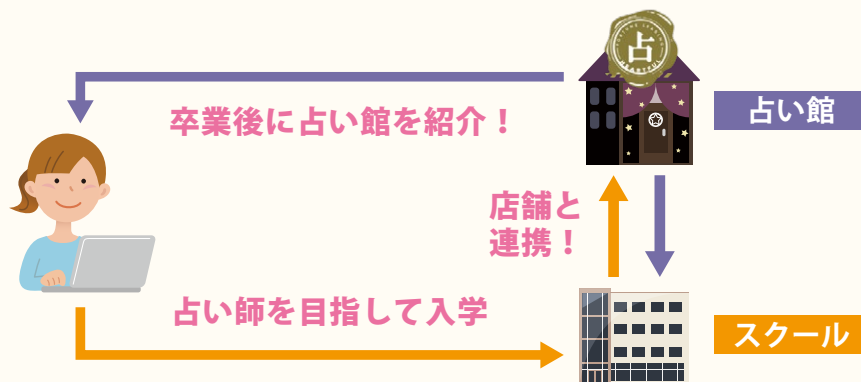 占
占い館
卒業後に占い館を紹介！
店舗と
連携！
占い師を目指して入学
スクール